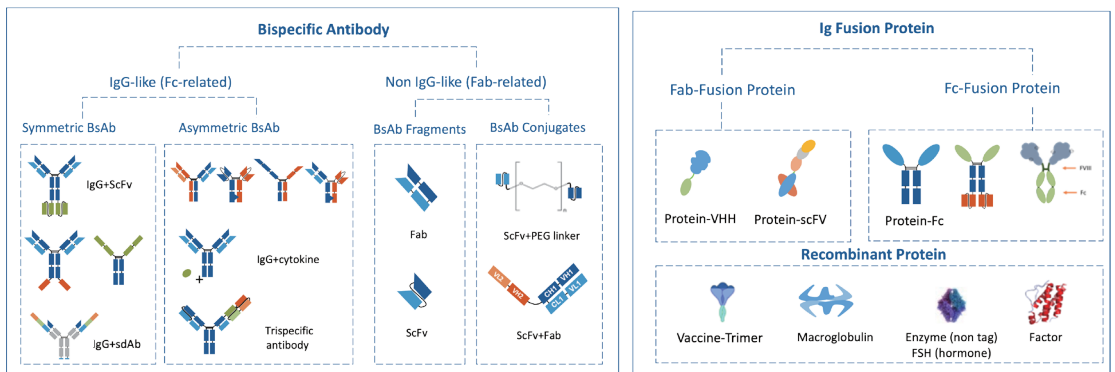 Bispecific Antibody
IgG-like (Fc-related)
Non IgG-like (Fab-related)
Symmetric BsAb
Asymmetric BsAb
BsAb Fragments
BsAb Conjugates
IgG+ScFv
IgG+sdAb
IgG+cytokine
+
Trispecific
antibody
Fab
ScFv
ScFv+PEG linker
VL2
VH2
CH1
VH1
CL1
VL1
ScFv+Fab
Ig Fusion Protein
Fab-Fusion Protein
Fc-Fusion Protein
Protein-VHH
Protein-scFV
Protein-Fc
FVIII
Fc
Recombinant Protein
Vaccine-Trimer
Macroglobulin
Enzyme (non tag)
FSH (hormone)
Factor